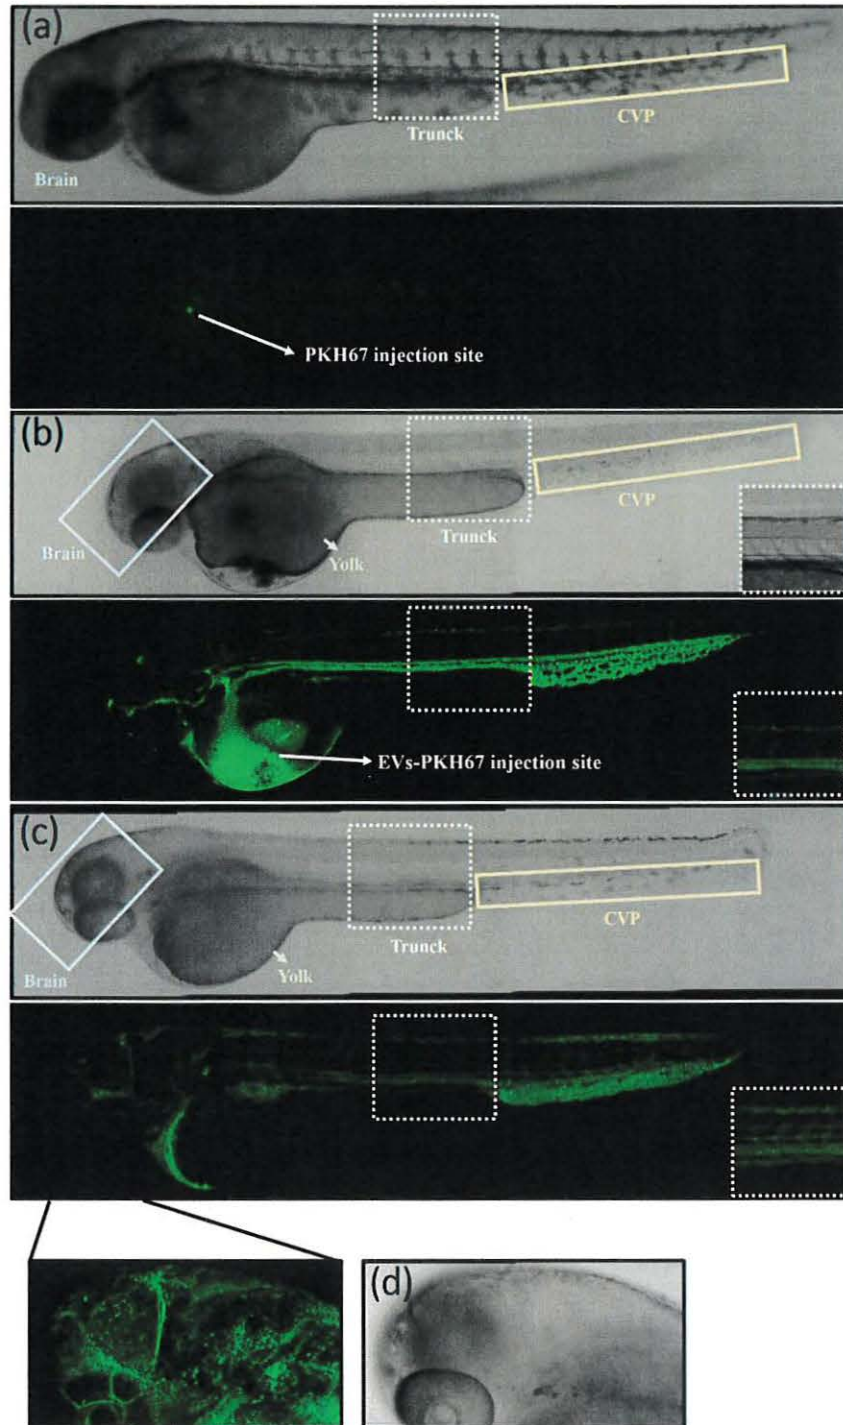 (a)
Trunck
CVP
Brain
PKH67 injection site
(b)
CVP
Brain
Trunck
Yolk
EVs-PKH67 injection site
(c)
CVP
Trunck
Yolk
Brain
(d)